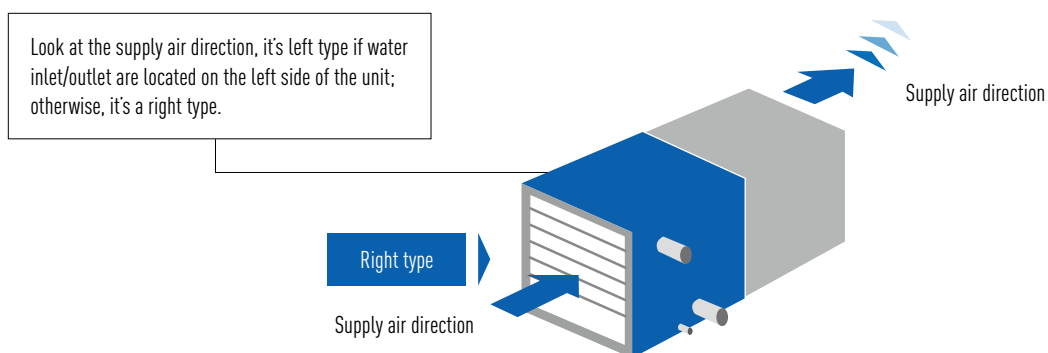 Look at the supply air direction, it's left type if water
inlet/outlet are located on the left side of the unit;
otherwise, it's a right type.
Supply air direction
Right type
Supply air direction